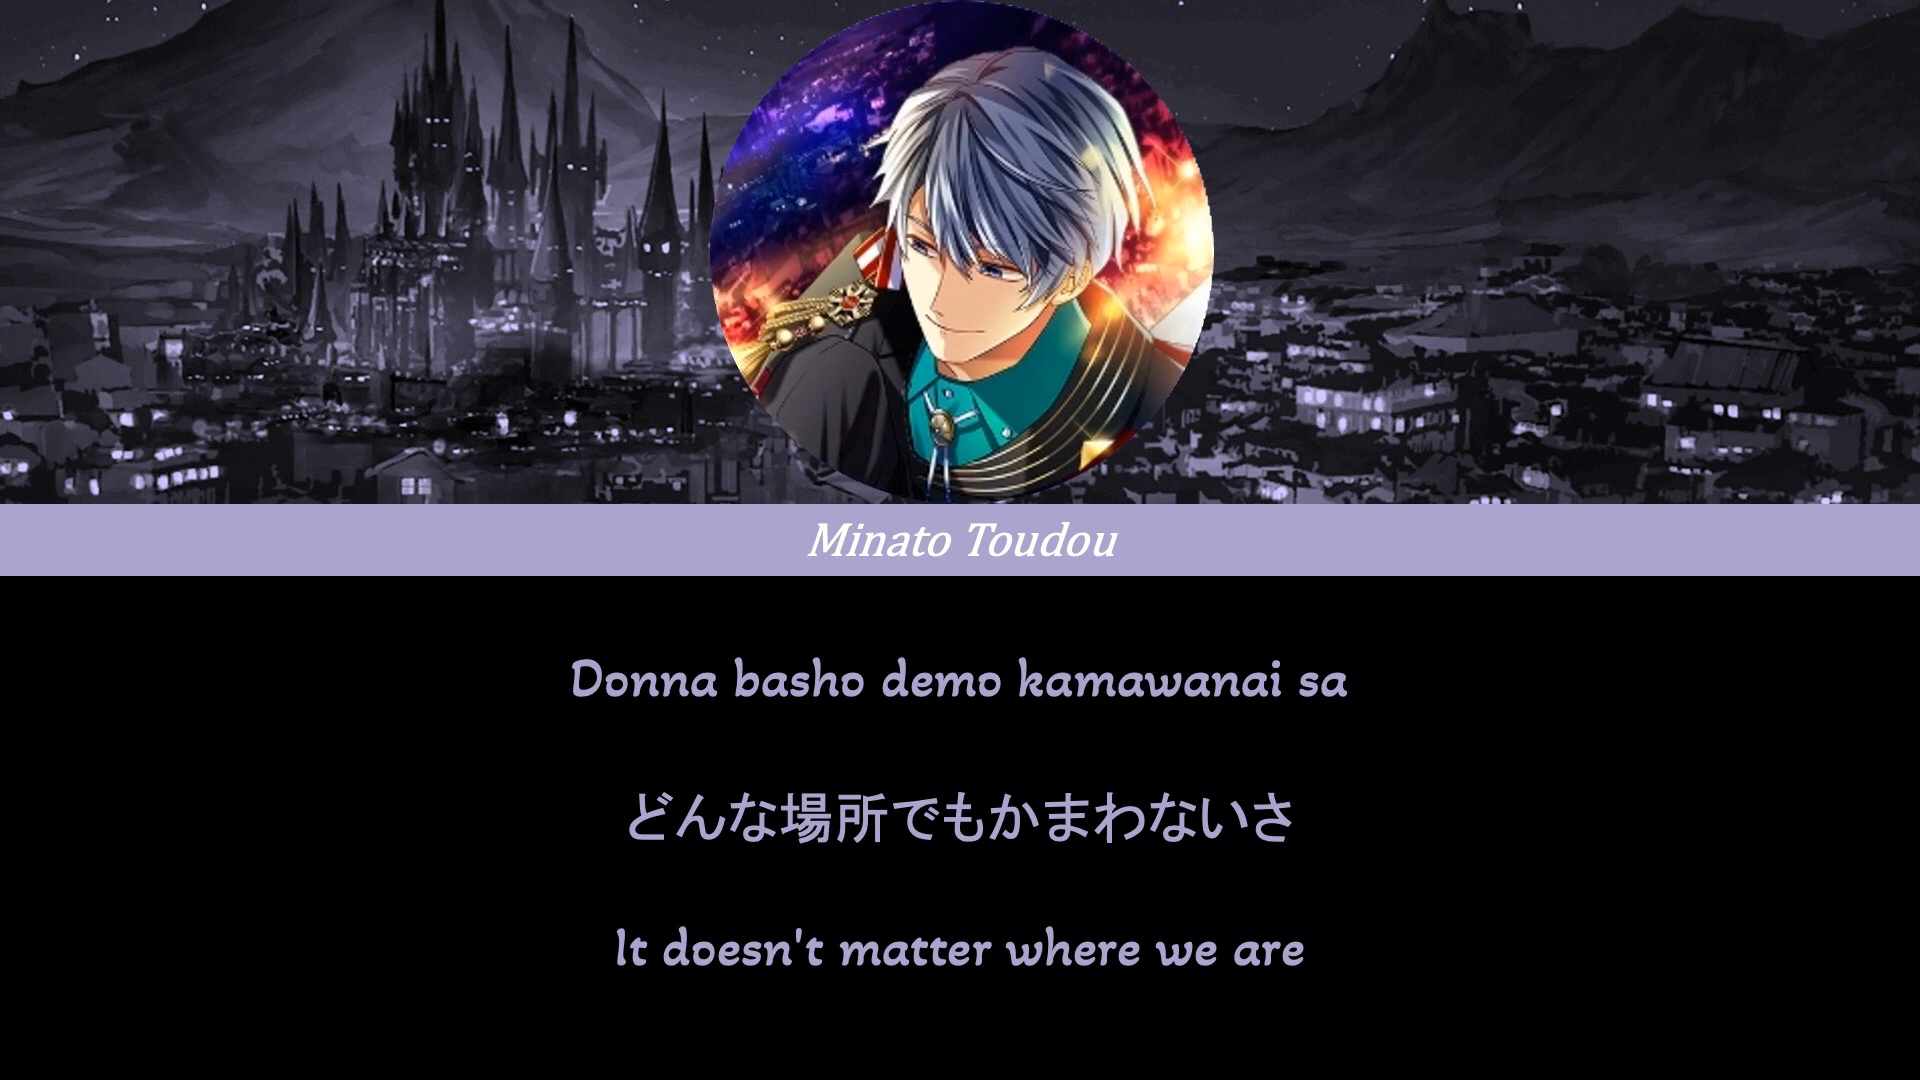 Minato Toudou
Donna basho demo kamawanai sa
どんな場所でもかまわないさ
It doesn't matter where we are